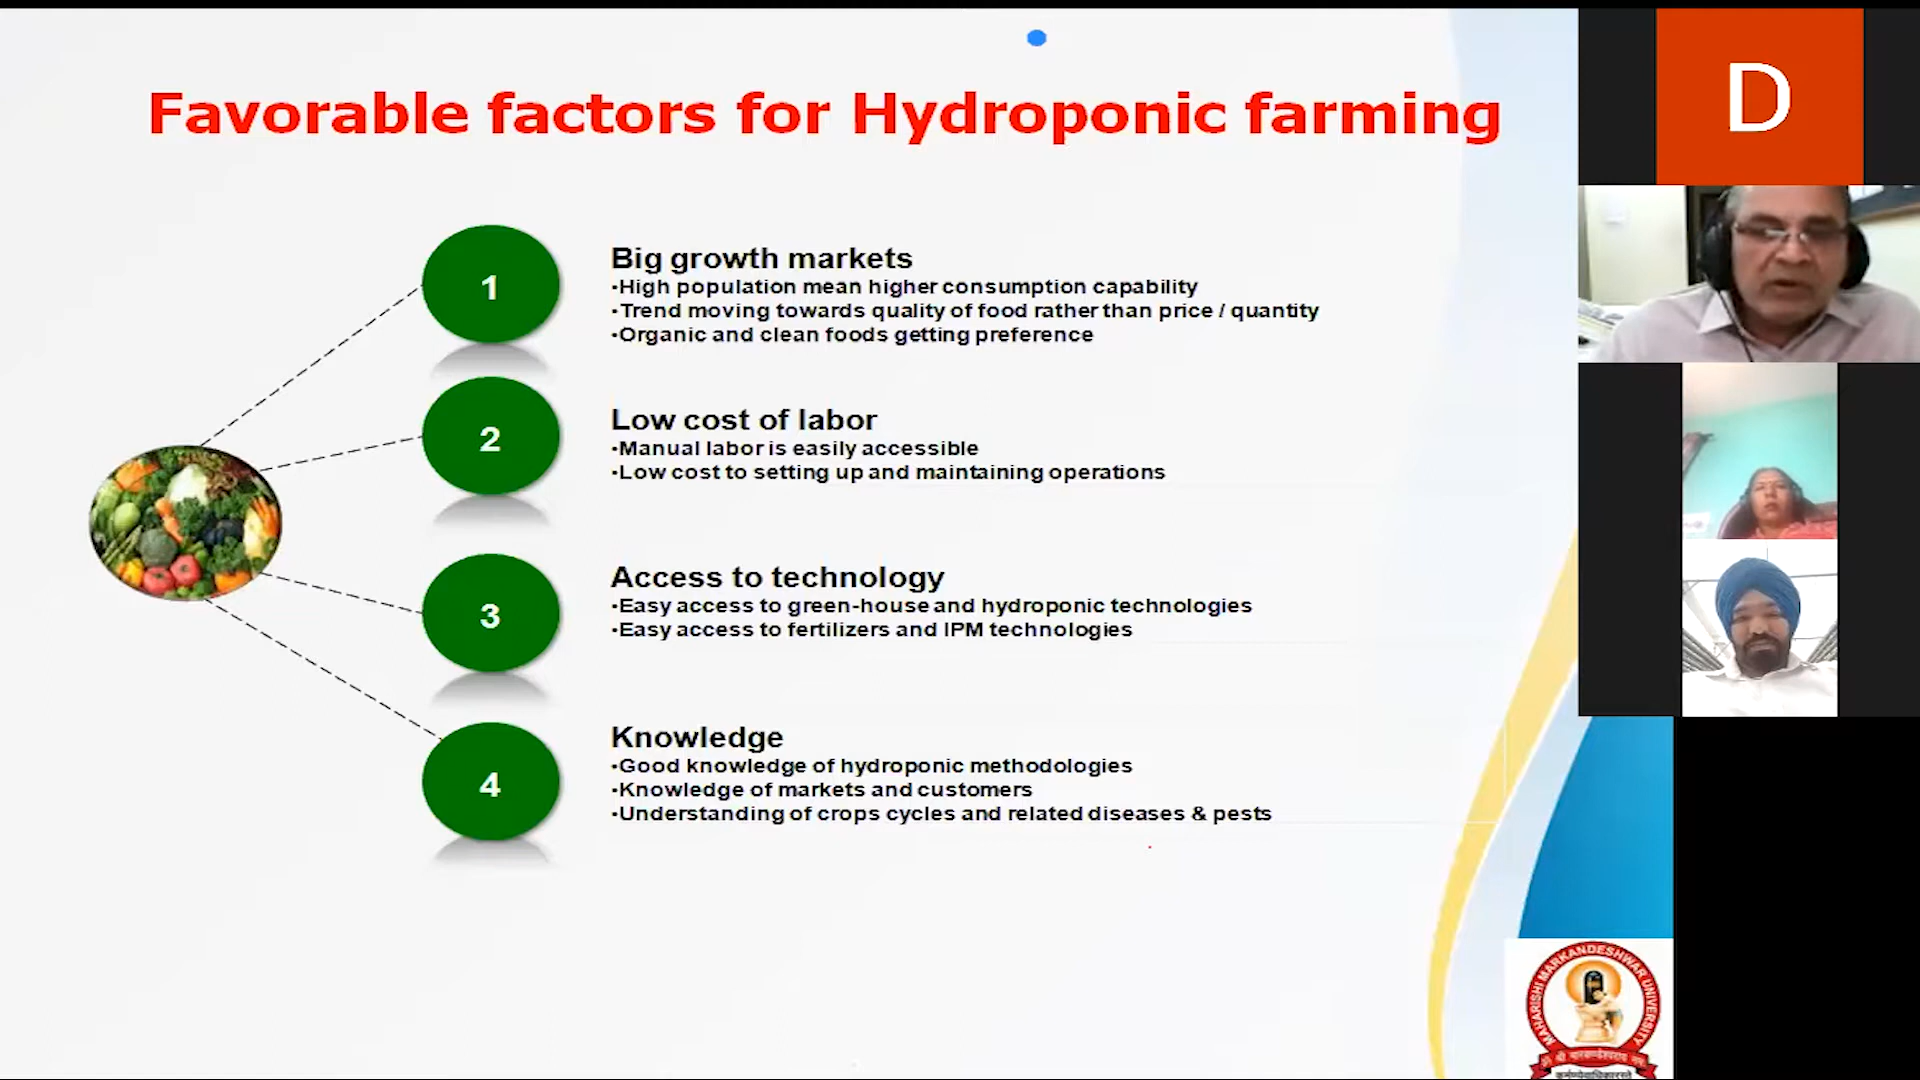 Favorable factors for Hydroponic farming
D
1
Big growth markets
•High population mean higher consumption capability
•Trend moving towards quality of food rather than price / quantity
•Organic and clean foods getting preference
2
Low cost of labor
•Manual labor is easily accessible
•Low cost to setting up and maintaining operations
3
Access to technology
•Easy access to green-house and hydroponic technologies
•Easy access to fertilizers and IPM technologies
4
Knowledge
•Good knowledge of hydroponic methodologies
•Knowledge of markets and customers
•Understanding of crops cycles and related diseases & pests
MAHARISHI MARKANDESHWAR UNIVERSITY